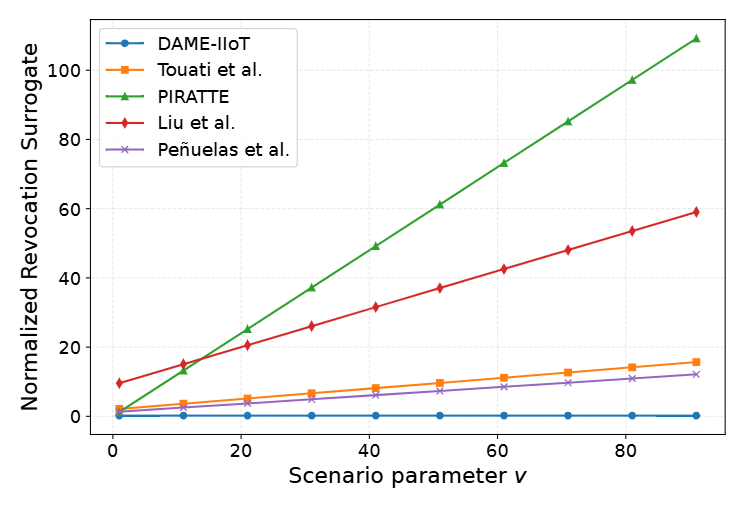 DAME-IIoT
Touati et al.
PIRATTE
Liu et al.
Peñuelas et al.
Normalized Revocation Surrogate
100
80
60
40
20
0
0 20 40 60 80
Scenario parameter v